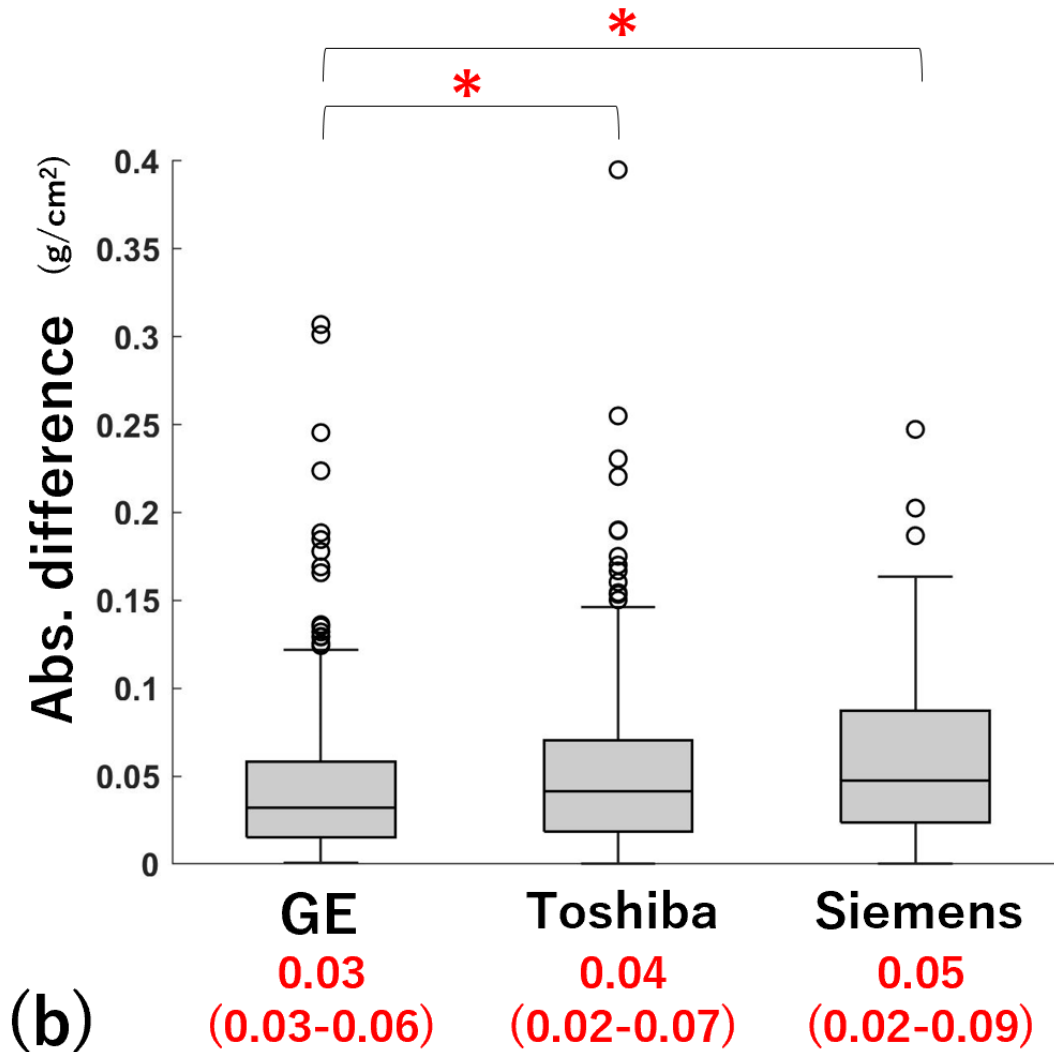 *
*
Abs. difference (g/cm²)
0.4
0.35
0.3
0.25
0.2
0.15
0.1
0.05
0
GE Toshiba Siemens
0.03 0.04 0.05
(0.03-0.06) (0.02-0.07) (0.02-0.09)
(b)